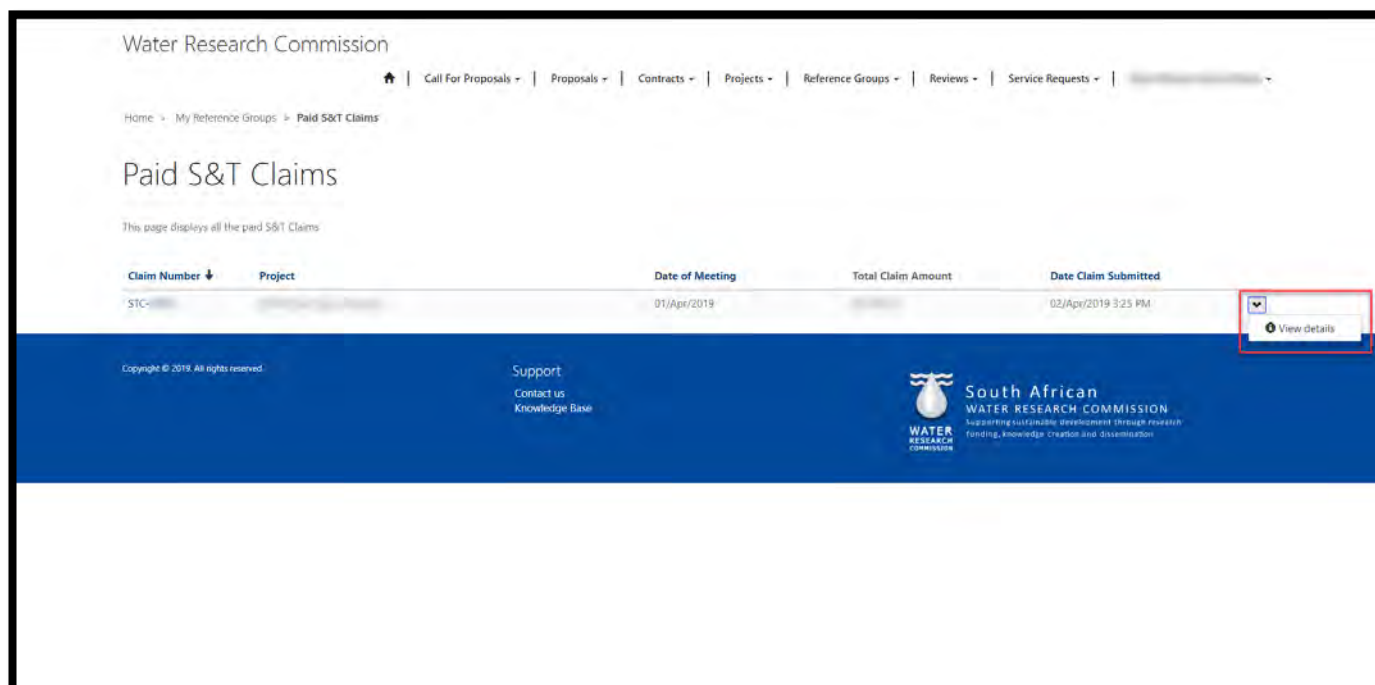 Water Research Commission
Call For Proposals | Proposals | Contracts | Projects | Reference Groups | Reviews | Service Requests |
Home > My Reference Groups > Paid S&T Claims
Paid S&T Claims
This page displays all the paid S&T Claims
Claim Number Project Date of Meeting Total Claim Amount Date Claim Submitted
STC- 01/Apr/2019 02/Apr/2019 3:25 PM
View details
Copyright © 2019. All rights reserved.
Support
Contact us
Knowledge Base
WATER
RESEARCH
COMMISSION
South African
WATER RESEARCH COMMISSION
Supporting sustainable development through research
funding, knowledge creation and dissemination